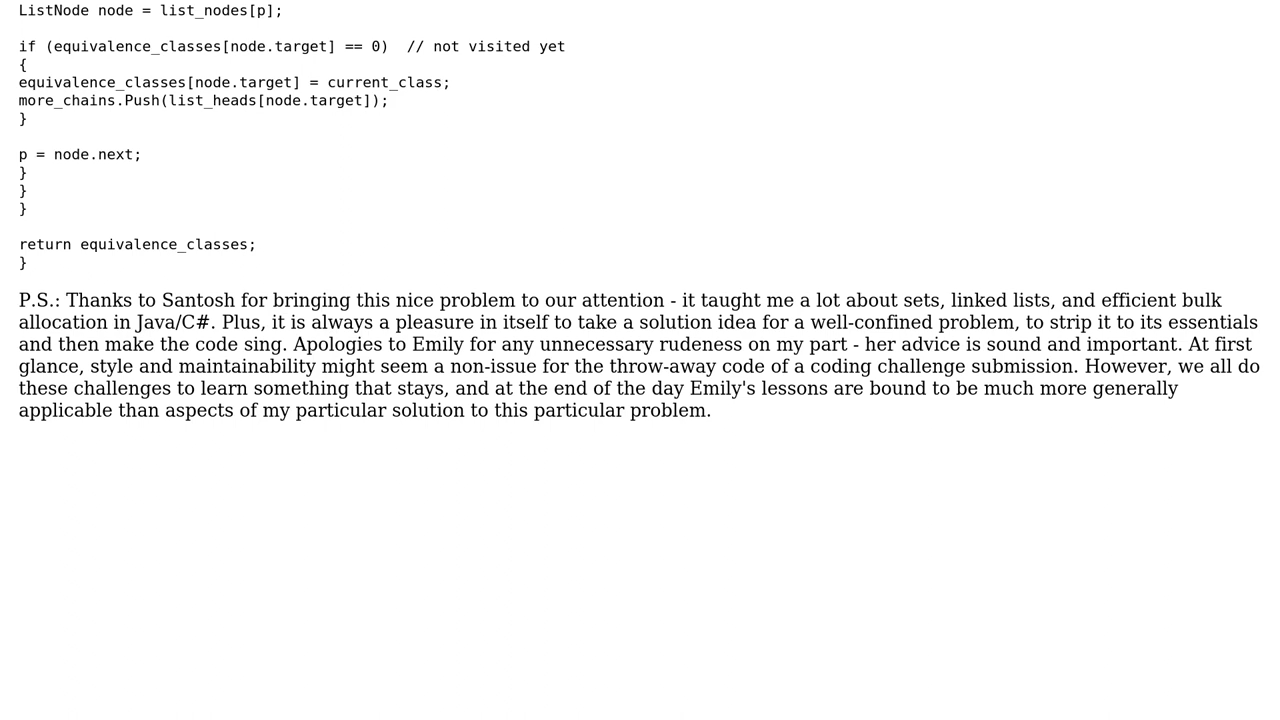 ListNode node = list_nodes[p];
if (equivalence_classes[node.target] == 0)  // not visited yet
{
equivalence_classes[node.target] = current_class;
more_chains.Push(list_heads[node.target]);
}
p = node.next;
}
}
}
return equivalence_classes;
}
P.S.: Thanks to Santosh for bringing this nice problem to our attention - it taught me a lot about sets, linked lists, and efficient bulk
allocation in Java/C#. Plus, it is always a pleasure in itself to take a solution idea for a well-confined problem, to strip it to its essentials
and then make the code sing. Apologies to Emily for any unnecessary rudeness on my part - her advice is sound and important. At first
glance, style and maintainability might seem a non-issue for the throw-away code of a coding challenge submission. However, we all do
these challenges to learn something that stays, and at the end of the day Emily's lessons are bound to be much more generally
applicable than aspects of my particular solution to this particular problem.